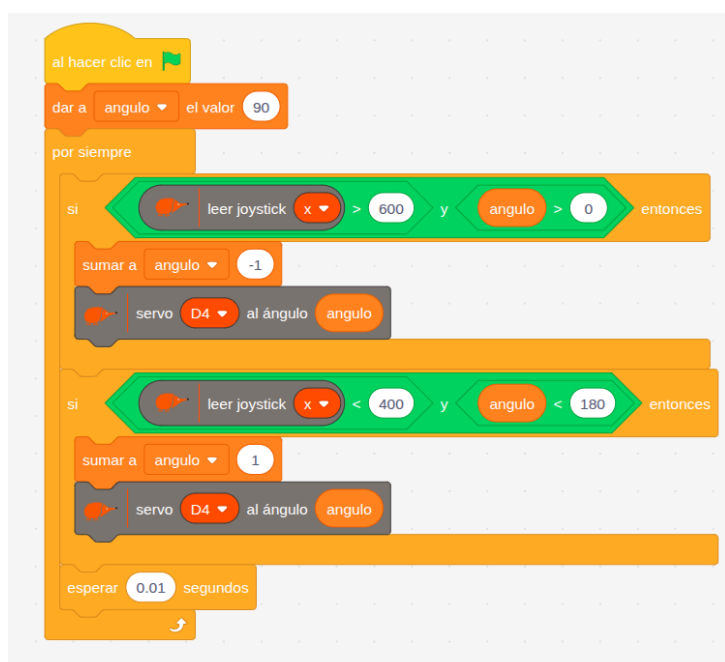 al hacer clic en
dar a angulo el valor 90
por siempre
si leer joystick x > 600 y angulo > 0 entonces
sumar a angulo -1
servo D4 al ángulo angulo
si leer joystick x < 400 y angulo < 180 entonces
sumar a angulo 1
servo D4 al ángulo angulo
esperar 0.01 segundos